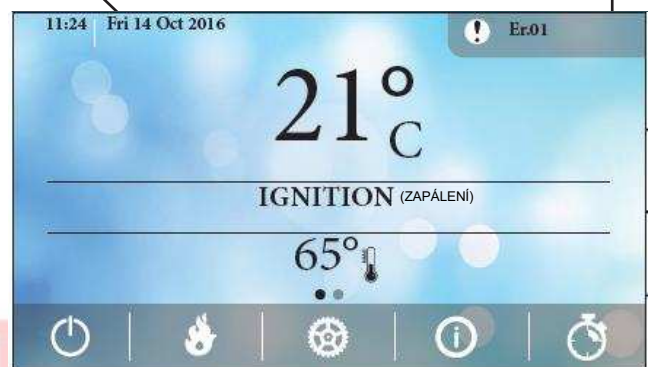 11:24 Fri 14 Oct 2016
Er.01
21°C
IGNITION (ZAPÁLENÍ)
65°